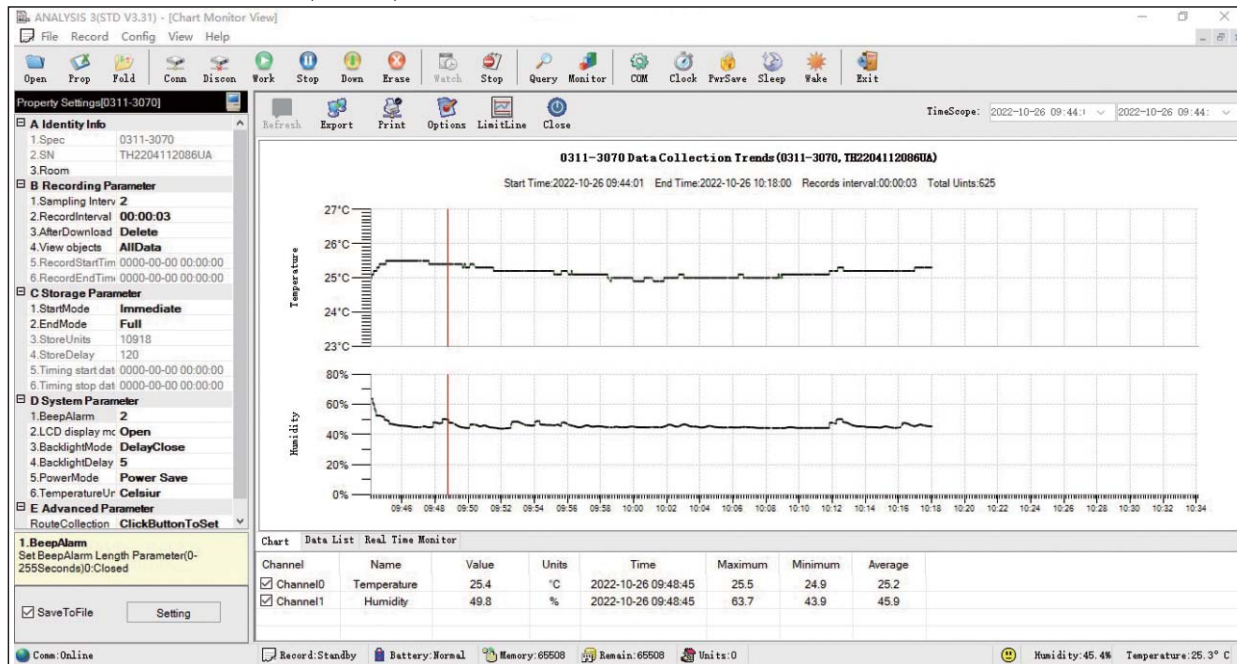 ANALYSIS 3(STD V3.31) - [Chart Monitor View]
File Record Config View Help
Open Prop Fold Conn Discon Work Stop Down Erase Watch Stop Query Monitor COM Clock PwrSave Sleep Wake Exit
Property Settings[0311-3070]
A Identity Info
1.Spec 0311-3070
2.SN TH2204112086UA
3.Room
B Recording Parameter
1.Sampling Interv 2
2.RecordInterval 00:00:03
3.AfterDownload Delete
4.View objects AllData
5.RecordStartTim 0000-00-00 00:00:00
6.RecordEndTim 0000-00-00 00:00:00
C Storage Parameter
1.StartMode Immediate
2.EndMode Full
3.StoreUnits 10918
4.StoreDelay 120
5.Timing start dat 0000-00-00 00:00:00
6.Timing stop dat 0000-00-00 00:00:00
D System Parameter
1.BeepAlarm 2
2.LCD display mc Open
3.BacklightMode DelayClose
4.BacklightDelay 5
5.PowerMode Power Save
6.TemperatureUr Celsiur
E Advanced Parameter
RouteCollection ClickButtonToSet
1.BeepAlarm
Set BeepAlarm Length Parameter(0-
255Seconds)0:Closed
SaveToFile Setting
Refresh Export Print Options LimitLine Close
TimeScope: 2022-10-26 09:44: 2022-10-26 09:44:
0311-3070 Data Collection Trends (0311-3070, TH2204112086UA)
Start Time:2022-10-26 09:44:01 End Time:2022-10-26 10:18:00 Records interval:00:00:03 Total Uints:625
27°C
26°C
25°C
24°C
23°C
Temperature
80%
60%
40%
20%
0%
Humidity
09:46 09:48 09:50 09:52 09:54 09:56 09:58 10:00 10:02 10:04 10:06 10:08 10:10 10:12 10:14 10:16 10:18 10:20 10:22 10:24 10:26 10:28 10:30 10:32 10:34
Chart Data List Real Time Monitor
Channel Name Value Units Time Maximum Minimum Average
Channel0 Temperature 25.4 °C 2022-10-26 09:48:45 25.5 24.9 25.2
Channel1 Humidity 49.8 % 2022-10-26 09:48:45 63.7 43.9 45.9
Comm:Online Record:Standby Battery:Normal Memory:65508 Remain:65508 Units:0 Humidity:45.4% Temperature:25.3° C